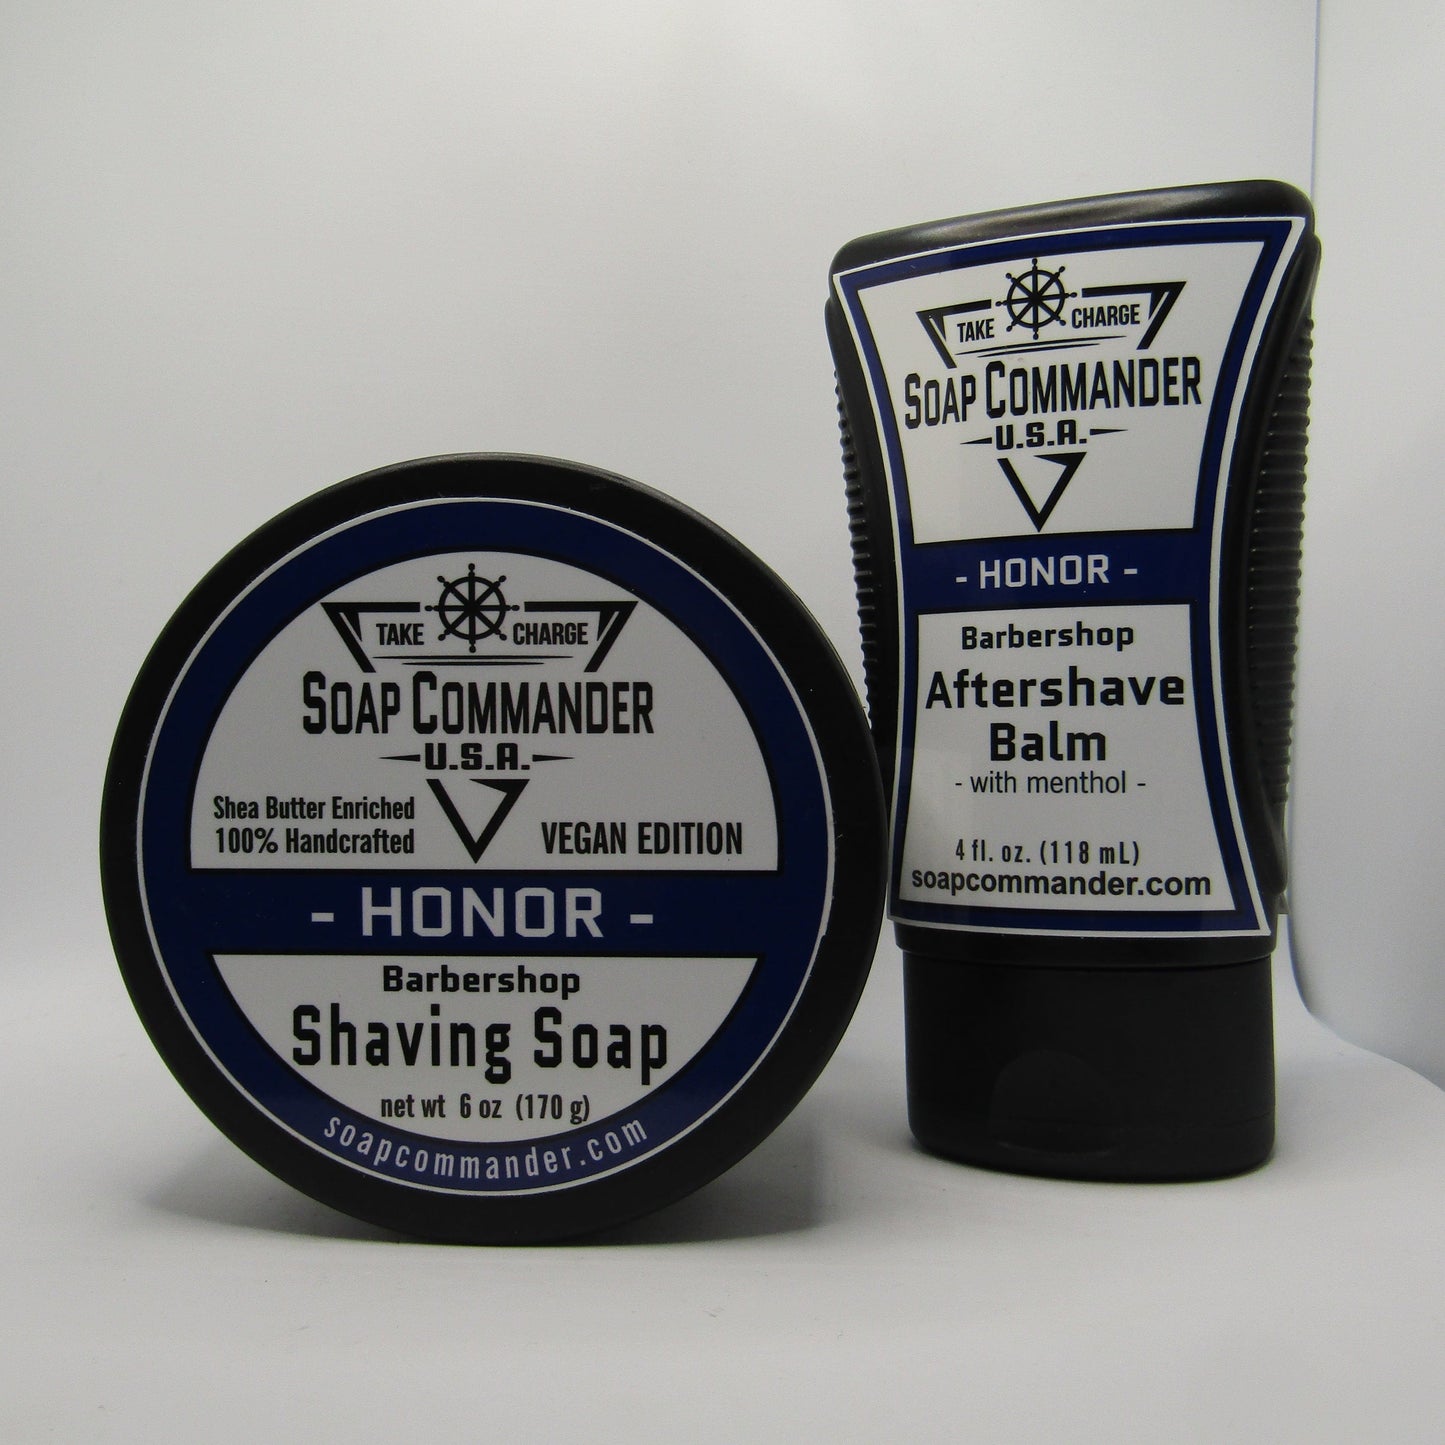 TAKE CHARGE
SOAP COMMANDER
U.S.A.
Shea Butter Enriched
100% Handcrafted
VEGAN EDITION
- HONOR -
Barbershop
Shaving Soap
net wt 6 oz (170 g)
soapcommander.com
TAKE CHARGE
SOAP COMMANDER
U.S.A.
- HONOR -
Barbershop
Aftershave
Balm
- with menthol -
4 fl. oz. (118 mL)
soapcommander.com